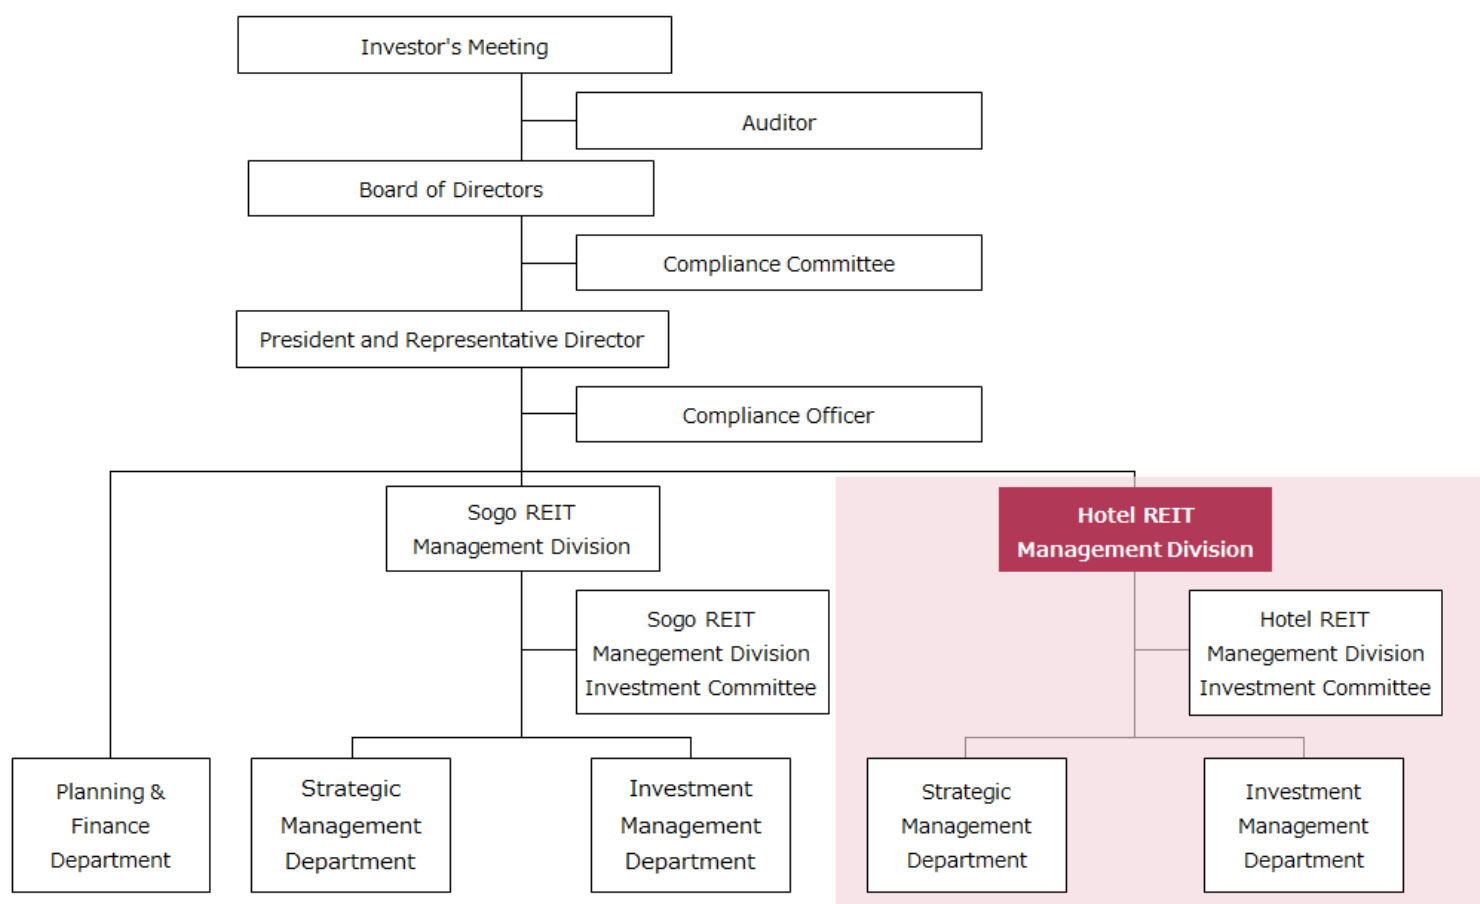 Investor's Meeting
Auditor
Board of Directors
Compliance Committee
President and Representative Director
Compliance Officer
Sogo REIT
Management Division
Hotel REIT
Management Division
Sogo REIT
Manegement Division
Investment Committee
Hotel REIT
Manegement Division
Investment Committee
Planning &
Finance
Department
Strategic
Management
Department
Investment
Management
Department
Strategic
Management
Department
Investment
Management
Department